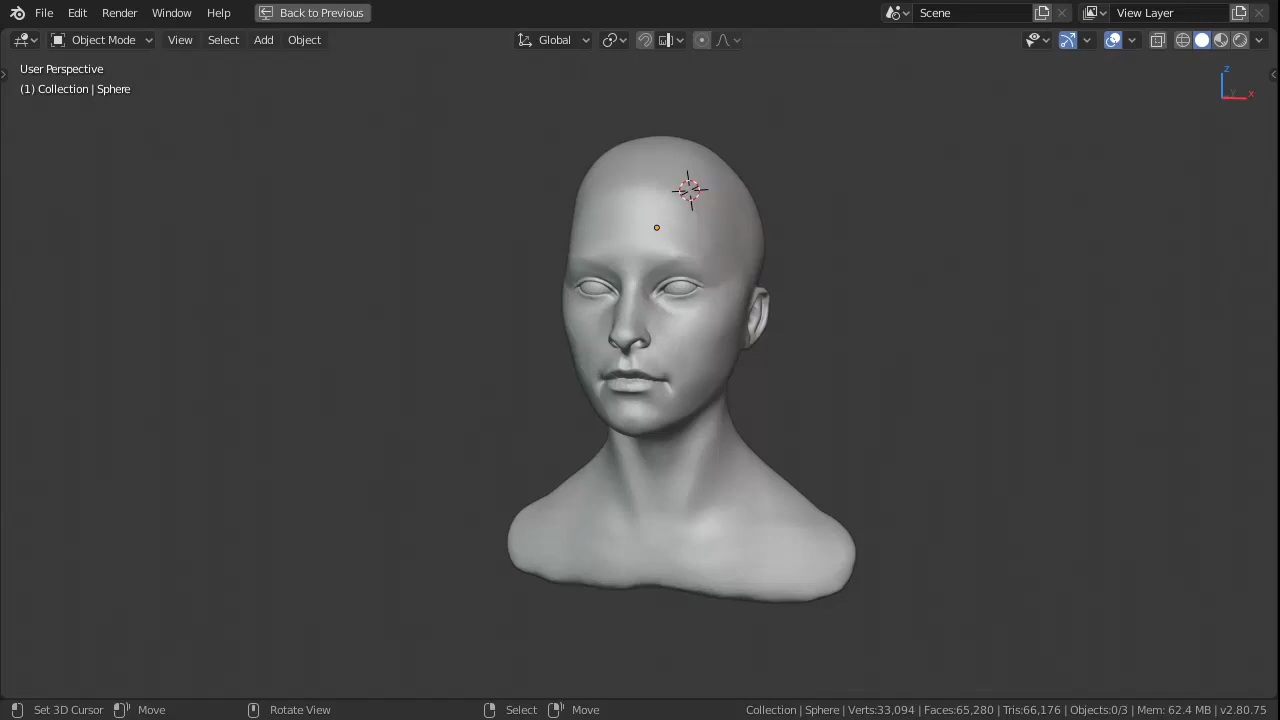 File Edit Render Window Help Back to Previous Scene View Layer
Object Mode View Select Add Object Global
User Perspective
(1) Collection | Sphere
Z
Y
X
Set 3D Cursor Move Rotate View Select Move Collection | Sphere | Verts:33,094 | Faces:65,280 | Tris:66,176 | Objects:0/3 | Mem: 62.4 MB | v2.80.75